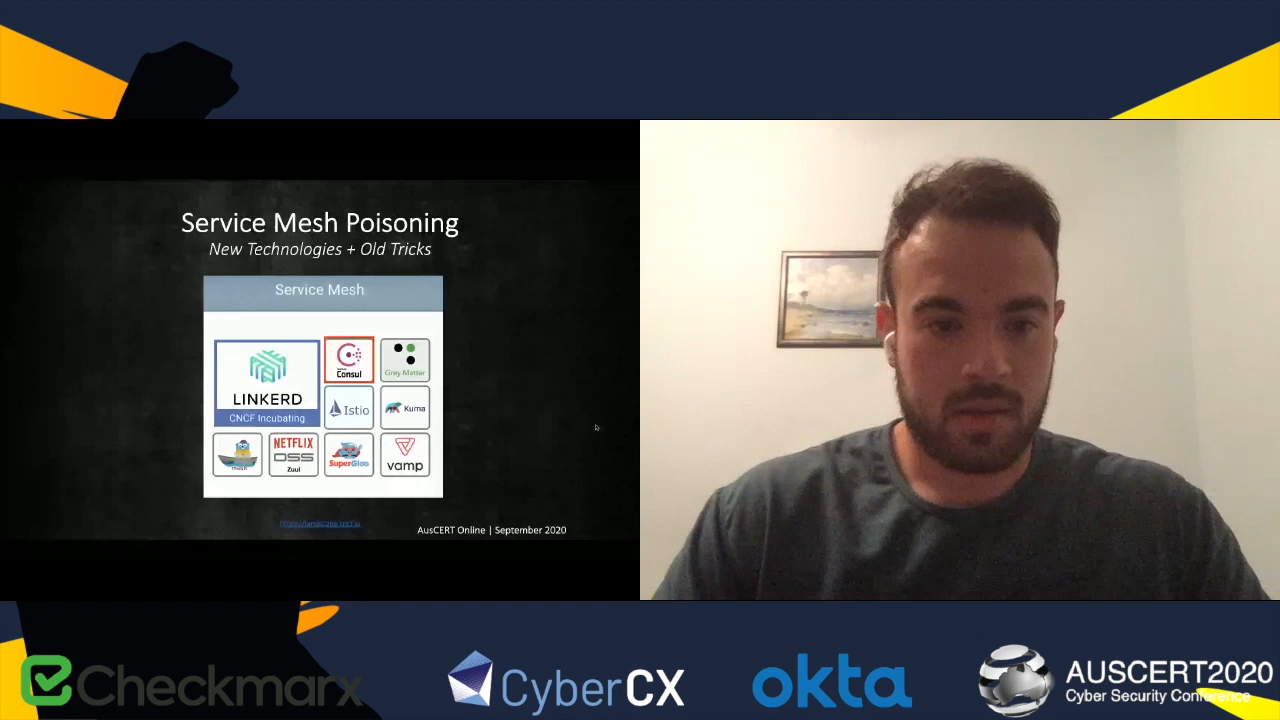 Service Mesh Poisoning
New Technologies + Old Tricks
Service Mesh
LINKERD
CNCF Incubating
Consul
Grey Matter
Istio
Kuma
mesh
NETFLIX
OSS
Zuul
SuperGloo
vamp
AusCERT Online | September 2020
Checkmarx
CyberCX
okta
AUSCERT2020
Cyber Security Conference